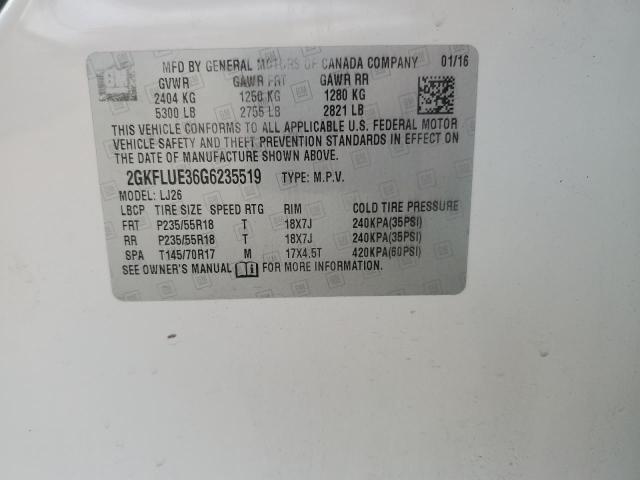 MFD BY GENERAL MOTORS OF CANADA COMPANY 01/16
GVWR GAWR FRT GAWR RR
2404 KG 1250 KG 1280 KG
5300 LB 2755 LB 2821 LB
THIS VEHICLE CONFORMS TO ALL APPLICABLE U.S. FEDERAL MOTOR
VEHICLE SAFETY AND THEFT PREVENTION STANDARDS IN EFFECT ON
THE DATE OF MANUFACTURE SHOWN ABOVE.
2GKFLUE36G6235519 TYPE: M.P.V.
MODEL: LJ26
LBCP TIRE SIZE SPEED RTG RIM COLD TIRE PRESSURE
FRT P235/55R18 T 18X7J 240KPA(35PSI)
RR P235/55R18 T 18X7J 240KPA(35PSI)
SPA T145/70R17 M 17X4.5T 420KPA(60PSI)
SEE OWNER'S MANUAL FOR MORE INFORMATION.